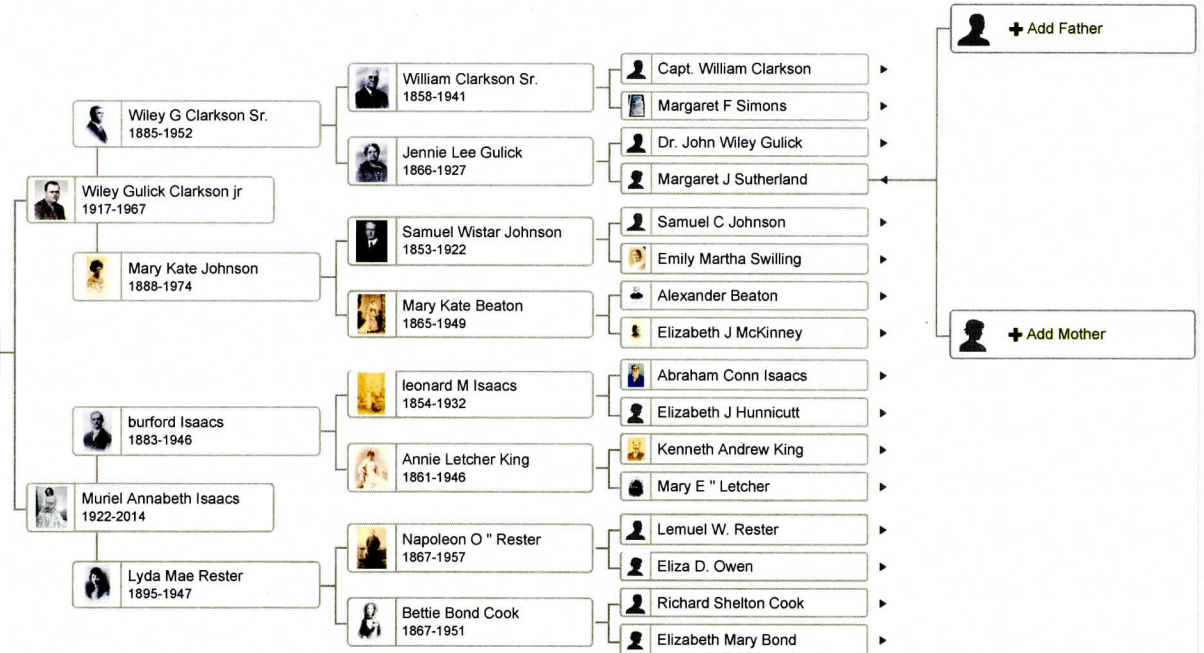 Add Father
William Clarkson Sr.
1858-1941
Capt. William Clarkson
Margaret F Simons
Wiley G Clarkson Sr.
1885-1952
Jennie Lee Gulick
1866-1927
Dr. John Wiley Gulick
Margaret J Sutherland
Wiley Gulick Clarkson jr
1917-1967
Samuel Wistar Johnson
1853-1922
Samuel C Johnson
Emily Martha Swilling
Mary Kate Johnson
1888-1974
Mary Kate Beaton
1865-1949
Alexander Beaton
Elizabeth J McKinney
Add Mother
leonard M Isaacs
1854-1932
Abraham Conn Isaacs
Elizabeth J Hunnicutt
burford Isaacs
1883-1946
Annie Letcher King
1861-1946
Kenneth Andrew King
Mary E " Letcher
Muriel Annabeth Isaacs
1922-2014
Napoleon O " Rester
1867-1957
Lemuel W. Rester
Eliza D. Owen
Lyda Mae Rester
1895-1947
Bettie Bond Cook
1867-1951
Richard Shelton Cook
Elizabeth Mary Bond